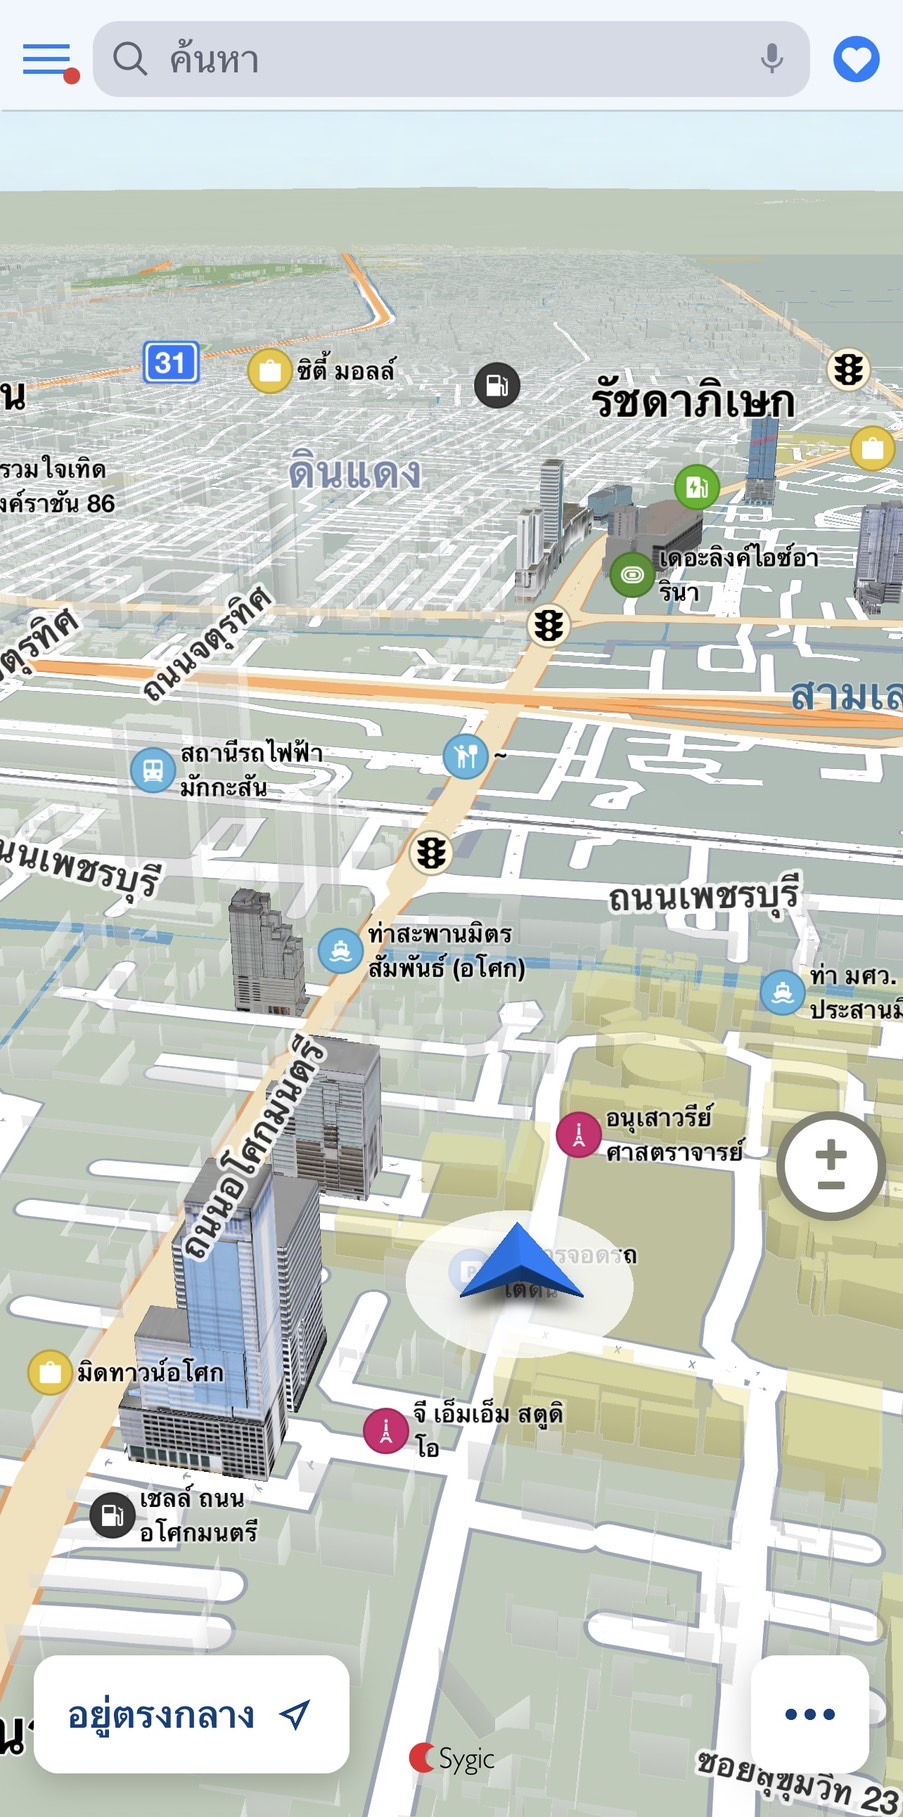 ค้นหา
31
ซิตี้ มอลล์
รัชดาภิเษก
ดินแดง
รวมใจเทิด
งค์ราชัน 86
เดอะลิงค์ไอซ์อา
รินา
ตุรทิศ
ถนนจตุรทิศ
สามเส
สถานีรถไฟฟ้า
มักกะสัน
~
นนเพชรบุรี
ถนนเพชรบุรี
ท่าสะพานมิตร
สัมพันธ์ (อโศก)
ท่า มศว.
ประสานมิ
ถนนอโศกมนตรี
อนุเสาวรีย์
ศาสตราจารย์
รจอดรถ
มิดทาวน์อโศก
จี เอ็มเอ็ม สตูดิ
โอ
เชลล์ ถนน
อโศกมนตรี
อยู่ตรงกลาง
Sygic
ซอยสุขุมวิท 23